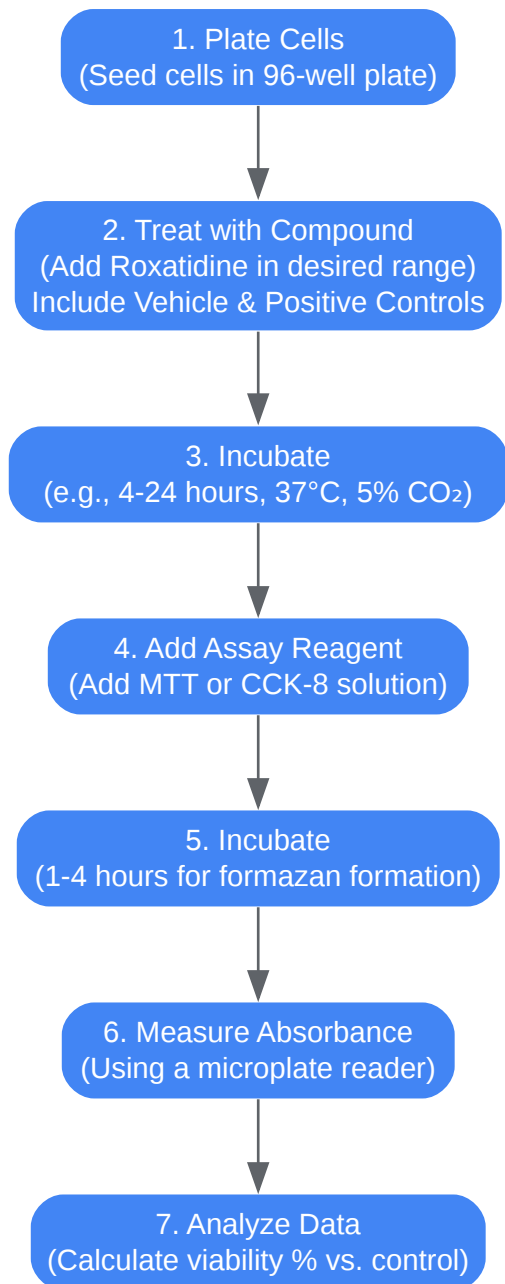 1. Plate Cells
(Seed cells in 96-well plate)
2. Treat with Compound
(Add Roxatidine in desired range)
Include Vehicle & Positive Controls
3. Incubate
(e.g., 4-24 hours, 37°C, 5% CO₂)
4. Add Assay Reagent
(Add MTT or CCK-8 solution)
5. Incubate
(1-4 hours for formazan formation)
6. Measure Absorbance
(Using a microplate reader)
7. Analyze Data
(Calculate viability % vs. control)